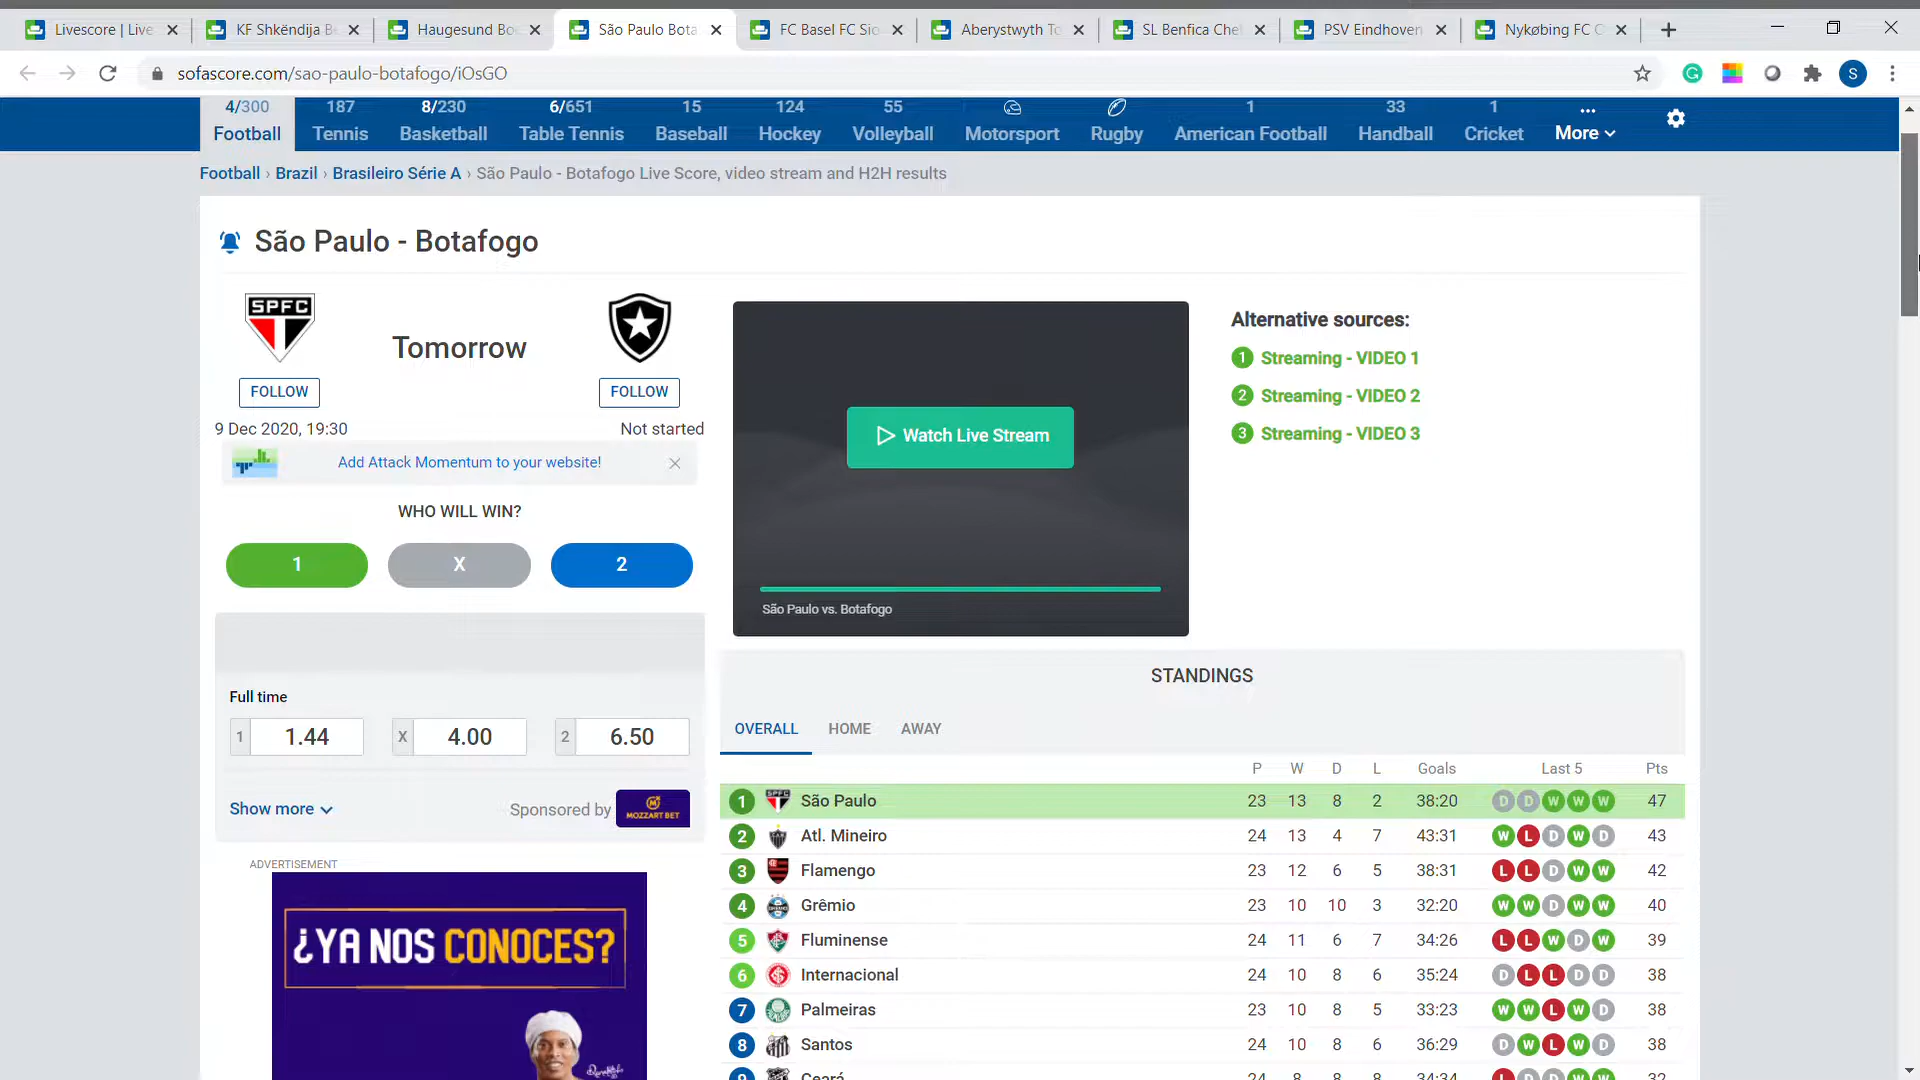 Livescore | Live
KF Shkëndija B
Haugesund Bo
São Paulo Bota
FC Basel FC Sio
Aberystwyth To
SL Benfica Che
PSV Eindhoven
Nykøbing FC
sofascore.com/sao-paulo-botafogo/iOsGO
S
4/300 187 8/230 6/651 15 124 55 1 33 1 ...
Football Tennis Basketball Table Tennis Baseball Hockey Volleyball Motorsport Rugby American Football Handball Cricket More
Football › Brazil › Brasileiro Série A › São Paulo - Botafogo Live Score, video stream and H2H results
São Paulo - Botafogo
SPFC
Tomorrow
FOLLOW FOLLOW
9 Dec 2020, 19:30 Not started
Add Attack Momentum to your website!
WHO WILL WIN?
1 X 2
Full time
1 1.44 X 4.00 2 6.50
Show more Sponsored by MOZZART BET
ADVERTISEMENT
¿YA NOS CONOCES?
Watch Live Stream
São Paulo vs. Botafogo
Alternative sources:
1 Streaming - VIDEO 1
2 Streaming - VIDEO 2
3 Streaming - VIDEO 3
STANDINGS
OVERALL HOME AWAY
P W D L Goals Last 5 Pts
1 São Paulo 23 13 8 2 38:20 D D W W W 47
2 Atl. Mineiro 24 13 4 7 43:31 W L D W D 43
3 Flamengo 23 12 6 5 38:31 L L D W W 42
4 Grêmio 23 10 10 3 32:20 W W D W W 40
5 Fluminense 24 11 6 7 34:26 L L W D W 39
6 Internacional 24 10 8 6 35:24 D L L D D 38
7 Palmeiras 23 10 8 5 33:23 W W L W D 38
8 Santos 24 10 8 6 36:29 D W L W D 38
9 Ceará 24 8 8 8 34:34 L D D W W 32